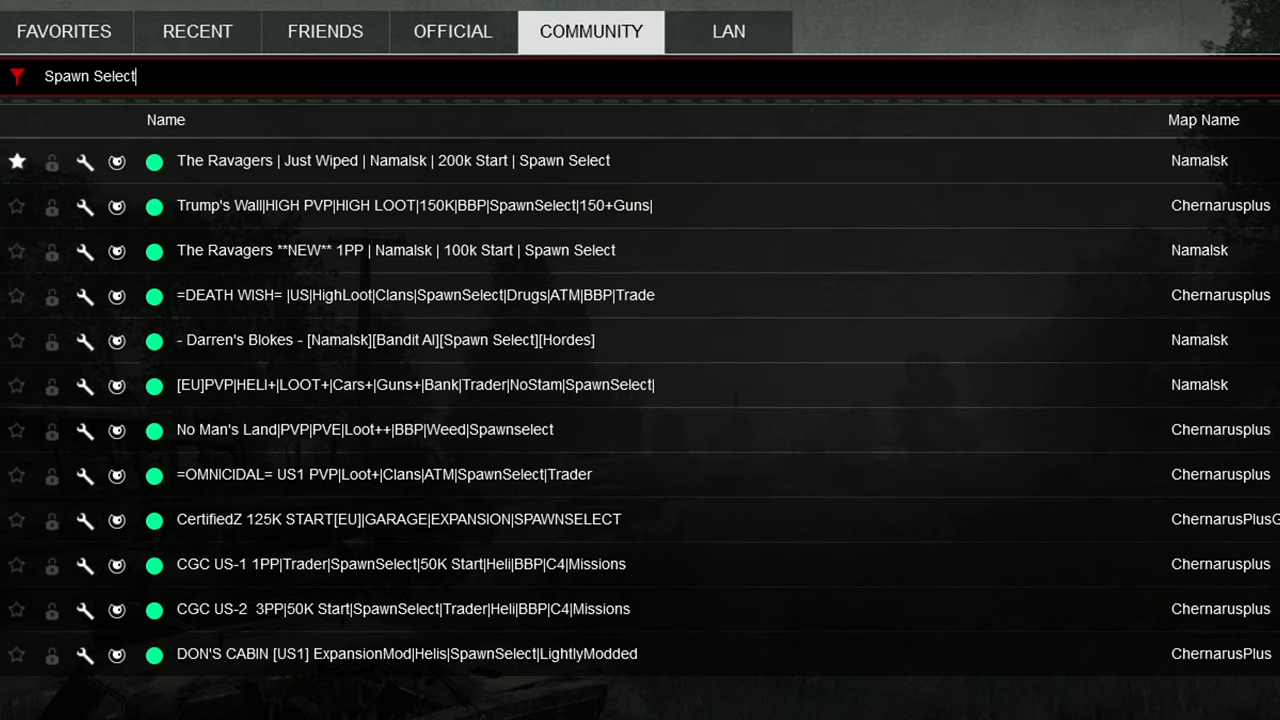 FAVORITES RECENT FRIENDS OFFICIAL COMMUNITY LAN
Spawn Select
Name Map Name
The Ravagers | Just Wiped | Namalsk | 200k Start | Spawn Select Namalsk
Trump's Wall|HIGH PVP|HIGH LOOT|150K|BBP|SpawnSelect|150+Guns| Chernarusplus
The Ravagers **NEW** 1PP | Namalsk | 100k Start | Spawn Select Namalsk
=DEATH WISH= |US|HighLoot|Clans|SpawnSelect|Drugs|ATM|BBP|Trade Chernarusplus
- Darren's Blokes - [Namalsk][Bandit AI][Spawn Select][Hordes] Namalsk
[EU]PVP|HELI+|LOOT+|Cars+|Guns+|Bank|Trader|NoStam|SpawnSelect| Namalsk
No Man's Land|PVP|PVE|Loot++|BBP|Weed|Spawnselect Chernarusplus
=OMNICIDAL= US1 PVP|Loot+|Clans|ATM|SpawnSelect|Trader Chernarusplus
CertifiedZ 125K START[EU]|GARAGE|EXPANSION|SPAWNSELECT ChernarusPlusG
CGC US-1 1PP|Trader|SpawnSelect|50K Start|Heli|BBP|C4|Missions Chernarusplus
CGC US-2  3PP|50K Start|SpawnSelect|Trader|Heli|BBP|C4|Missions Chernarusplus
DON'S CABIN [US1] ExpansionMod|Helis|SpawnSelect|LightlyModded ChernarusPlus